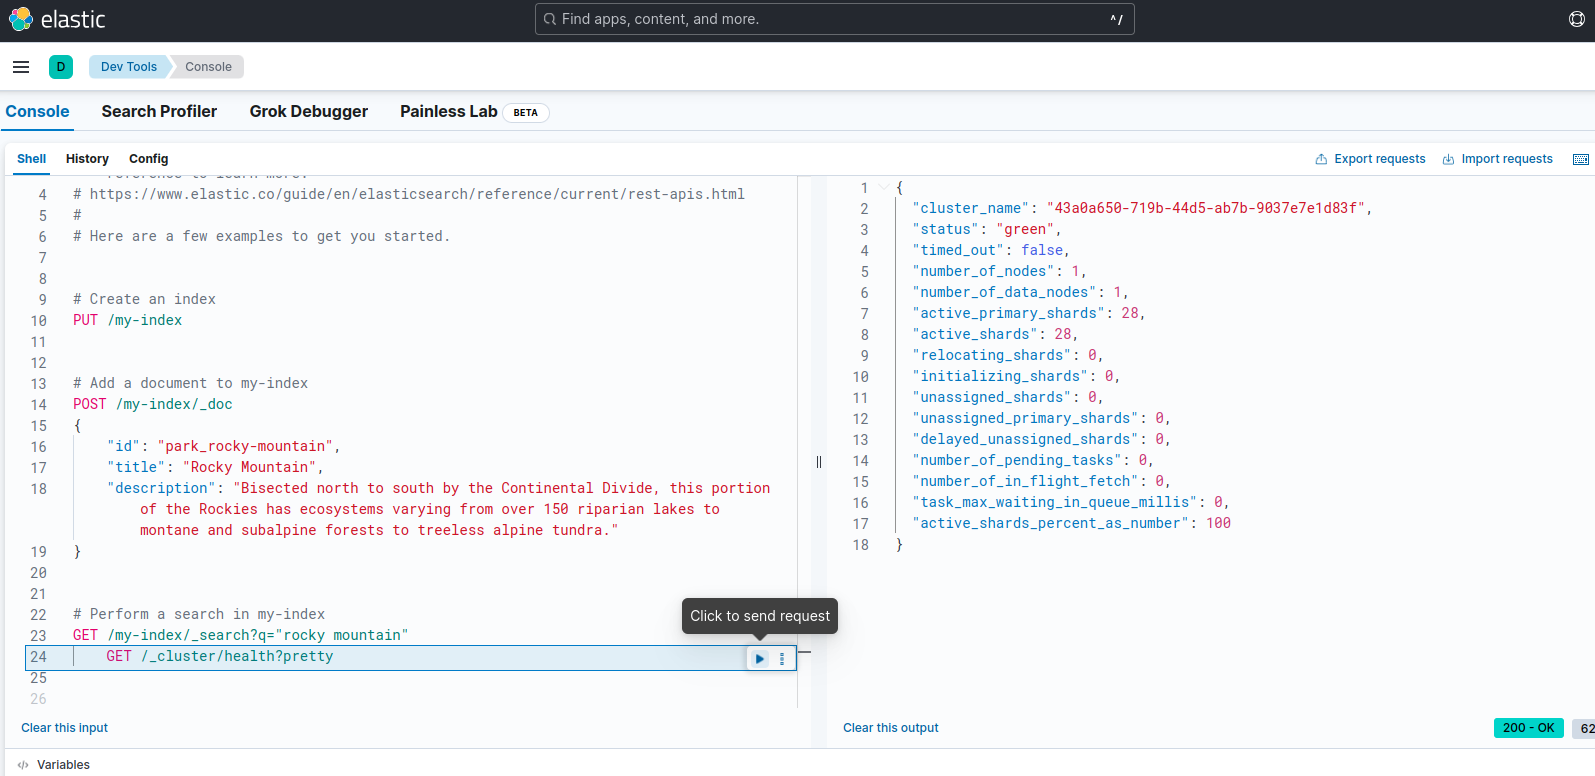 elastic
Find apps, content, and more.
^/
D
Dev Tools
Console
Console
Search Profiler
Grok Debugger
Painless Lab
BETA
Shell
History
Config
Export requests
Import requests
4 # https://www.elastic.co/guide/en/elasticsearch/reference/current/rest-apis.html
5 #
6 # Here are a few examples to get you started.
7
8
9 # Create an index
10 PUT /my-index
11
12
13 # Add a document to my-index
14 POST /my-index/_doc
15 {
16 "id": "park_rocky-mountain",
17 "title": "Rocky Mountain",
18 "description": "Bisected north to south by the Continental Divide, this portion
of the Rockies has ecosystems varying from over 150 riparian lakes to
montane and subalpine forests to treeless alpine tundra."
19 }
20
21
22 # Perform a search in my-index
23 GET /my-index/_search?q="rocky mountain"
24 GET /_cluster/health?pretty
25
26
Click to send request
Clear this input
1 {
2 "cluster_name": "43a0a650-719b-44d5-ab7b-9037e7e1d83f",
3 "status": "green",
4 "timed_out": false,
5 "number_of_nodes": 1,
6 "number_of_data_nodes": 1,
7 "active_primary_shards": 28,
8 "active_shards": 28,
9 "relocating_shards": 0,
10 "initializing_shards": 0,
11 "unassigned_shards": 0,
12 "unassigned_primary_shards": 0,
13 "delayed_unassigned_shards": 0,
14 "number_of_pending_tasks": 0,
15 "number_of_in_flight_fetch": 0,
16 "task_max_waiting_in_queue_millis": 0,
17 "active_shards_percent_as_number": 100
18 }
Clear this output
200 - OK
62
Variables